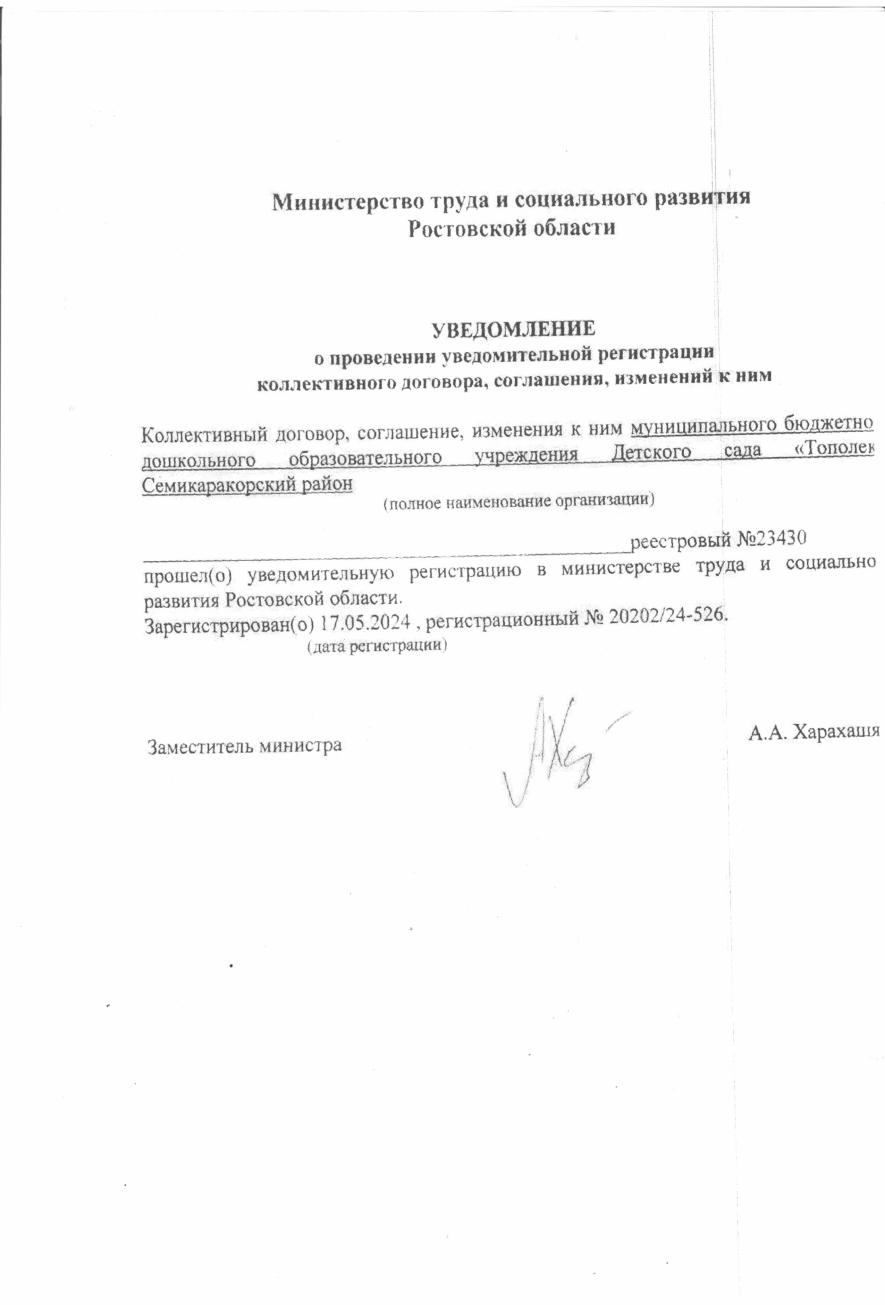 Министерство труда и социального развития
Ростовской области
УВЕДОМЛЕНИЕ
о проведении уведомительной регистрации
коллективного договора, соглашения, изменений к ним
Коллективный договор, соглашение, изменения к ним муниципального бюджетно
дошкольного образовательного учреждения Детского сада «Тополек
Семикаракорский район
(полное наименование организации)
реестровый №23430
прошел(о) уведомительную регистрацию в министерстве труда и социально
развития Ростовской области.
Зарегистрирован(о) 17.05.2024 , регистрационный № 20202/24-526.
(дата регистрации)
Заместитель министра
А.А. Харахашя